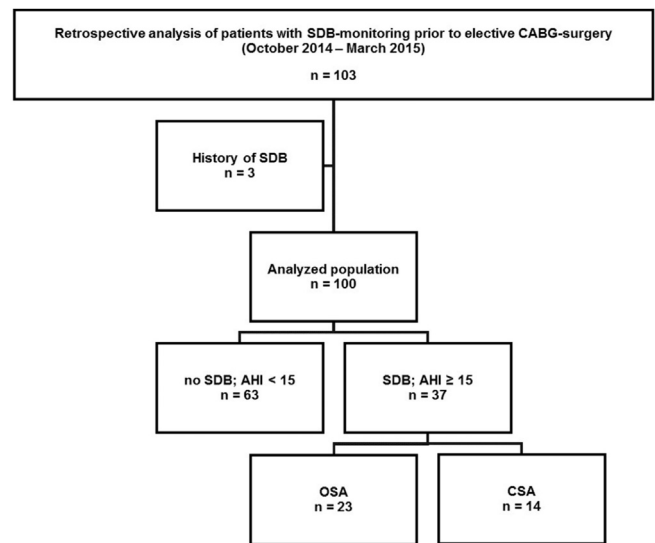 Retrospective analysis of patients with SDB-monitoring prior to elective CABG-surgery
(October 2014 – March 2015)
n = 103
History of SDB
n = 3
Analyzed population
n = 100
no SDB; AHI < 15
n = 63
SDB; AHI ≥ 15
n = 37
OSA
n = 23
CSA
n = 14